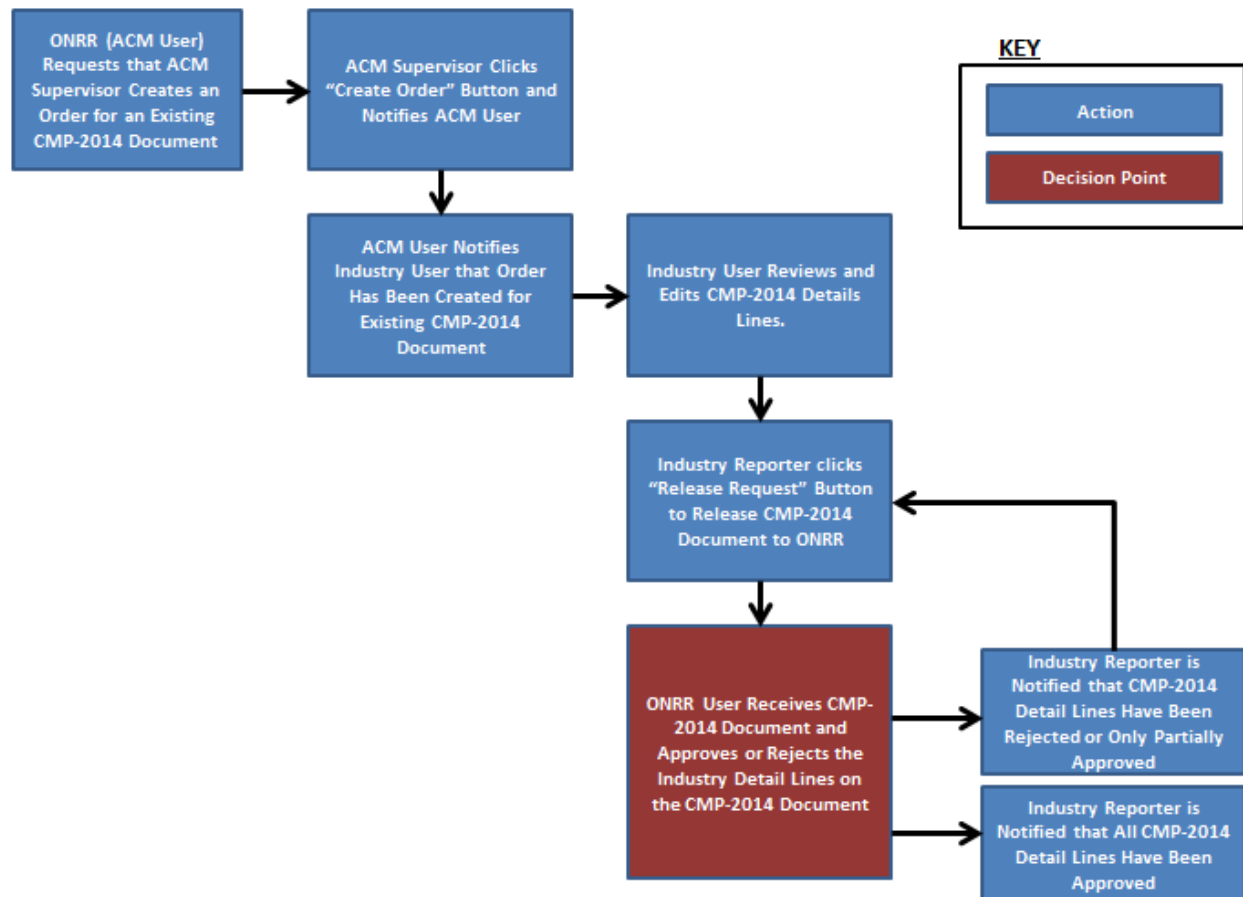 ONRR (ACM User)
Requests that ACM
Supervisor Creates an
Order for an Existing
CMP-2014 Document
ACM Supervisor Clicks
“Create Order” Button and
Notifies ACM User
KEY
Action
Decision Point
ACM User Notifies
Industry User that Order
Has Been Created for
Existing CMP-2014
Document
Industry User Reviews and
Edits CMP-2014 Details
Lines.
Industry Reporter clicks
“Release Request” Button
to Release CMP-2014
Document to ONRR
ONRR User Receives CMP-
2014 Document and
Approves or Rejects the
Industry Detail Lines on
the CMP-2014 Document
Industry Reporter is
Notified that CMP-2014
Detail Lines Have Been
Rejected or Only Partially
Approved
Industry Reporter is
Notified that All CMP-2014
Detail Lines Have Been
Approved